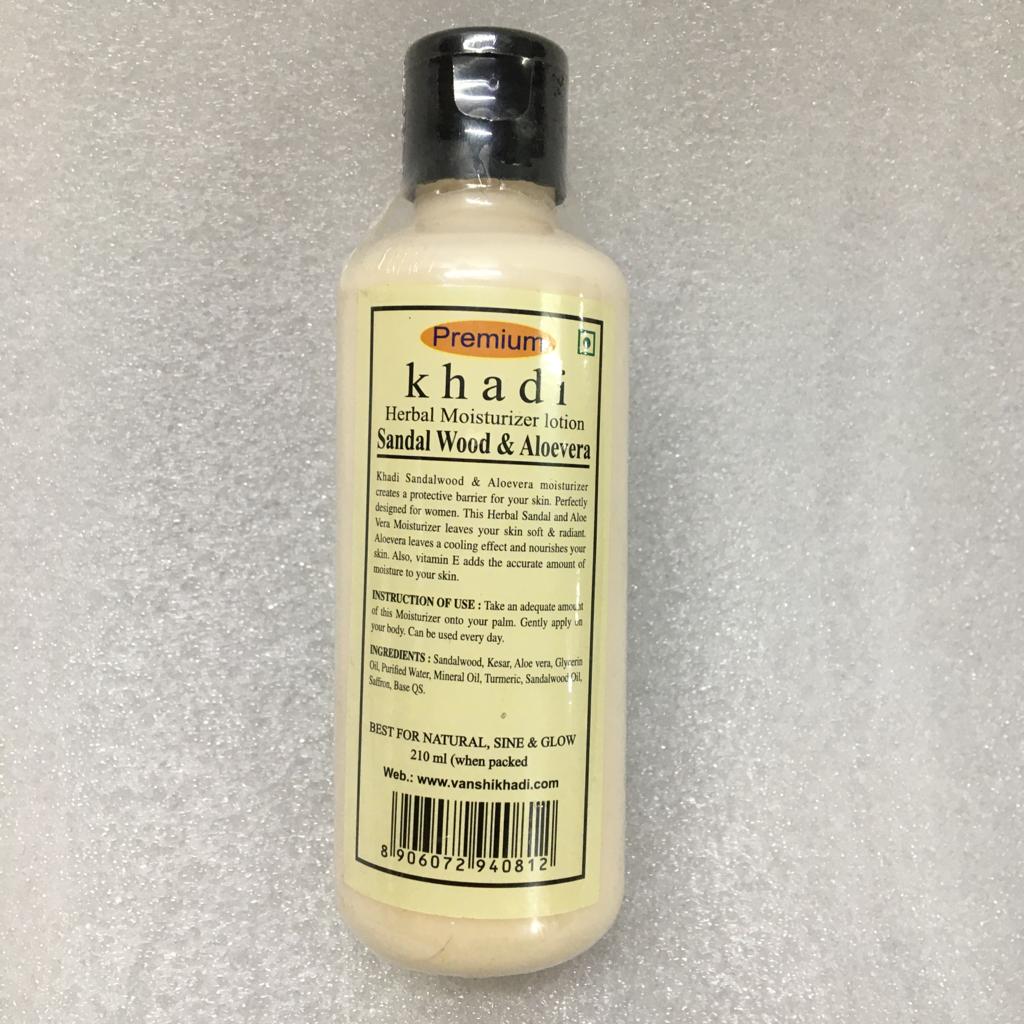 Premium
khadi
Herbal Moisturizer lotion
Sandal Wood & Aloevera
Khadi Sandalwood & Aloevera moisturizer
creates a protective barrier for your skin. Perfectly
designed for women. This Herbal Sandal and Aloe
Vera Moisturizer leaves your skin soft & radiant.
Aloevera leaves a cooling effect and nourishes your
skin. Also, vitamin E adds the accurate amount of
moisture to your skin.
INSTRUCTION OF USE : Take an adequate amount
of this Moisturizer onto your palm. Gently apply on
your body. Can be used every day.
INGREDIENTS : Sandalwood, Kesar, Aloe vera, Glycerin
Oil, Purified Water, Mineral Oil, Turmeric, Sandalwood Oil,
Saffron, Base QS.
BEST FOR NATURAL, SINE & GLOW
210 ml (when packed
Web.: www.vanshikhadi.com
8 906072 940812